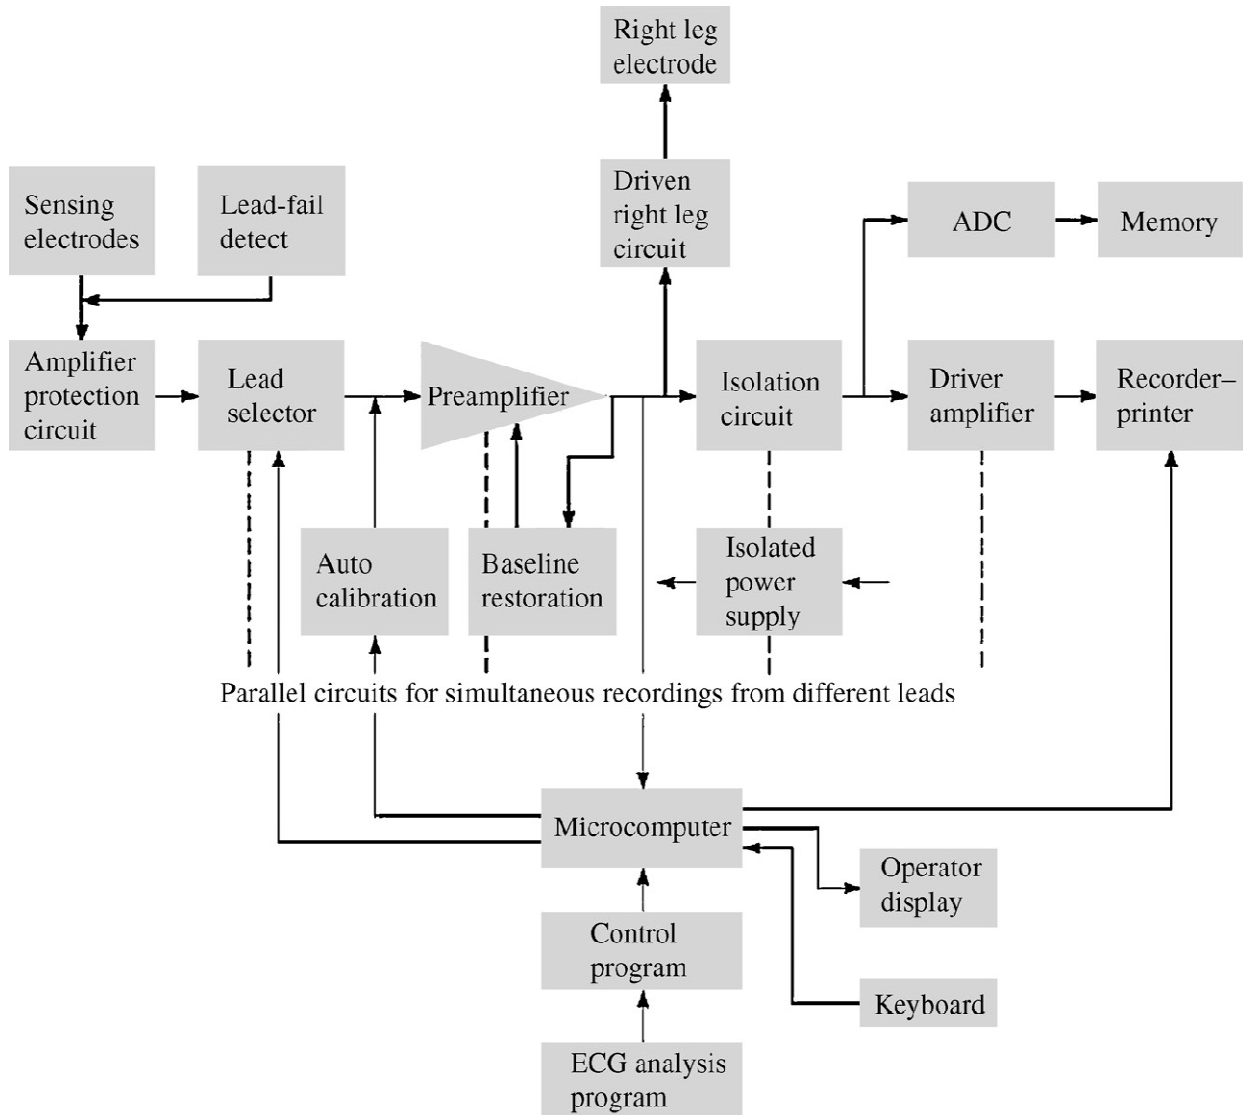 Right leg
electrode
Sensing
electrodes
Lead-fail
detect
Driven
right leg
circuit
ADC
Memory
Amplifier
protection
circuit
Lead
selector
Preamplifier
Isolation
circuit
Driver
amplifier
Recorder–
printer
Auto
calibration
Baseline
restoration
Isolated
power
supply
Parallel circuits for simultaneous recordings from different leads
Microcomputer
Operator
display
Control
program
Keyboard
ECG analysis
program